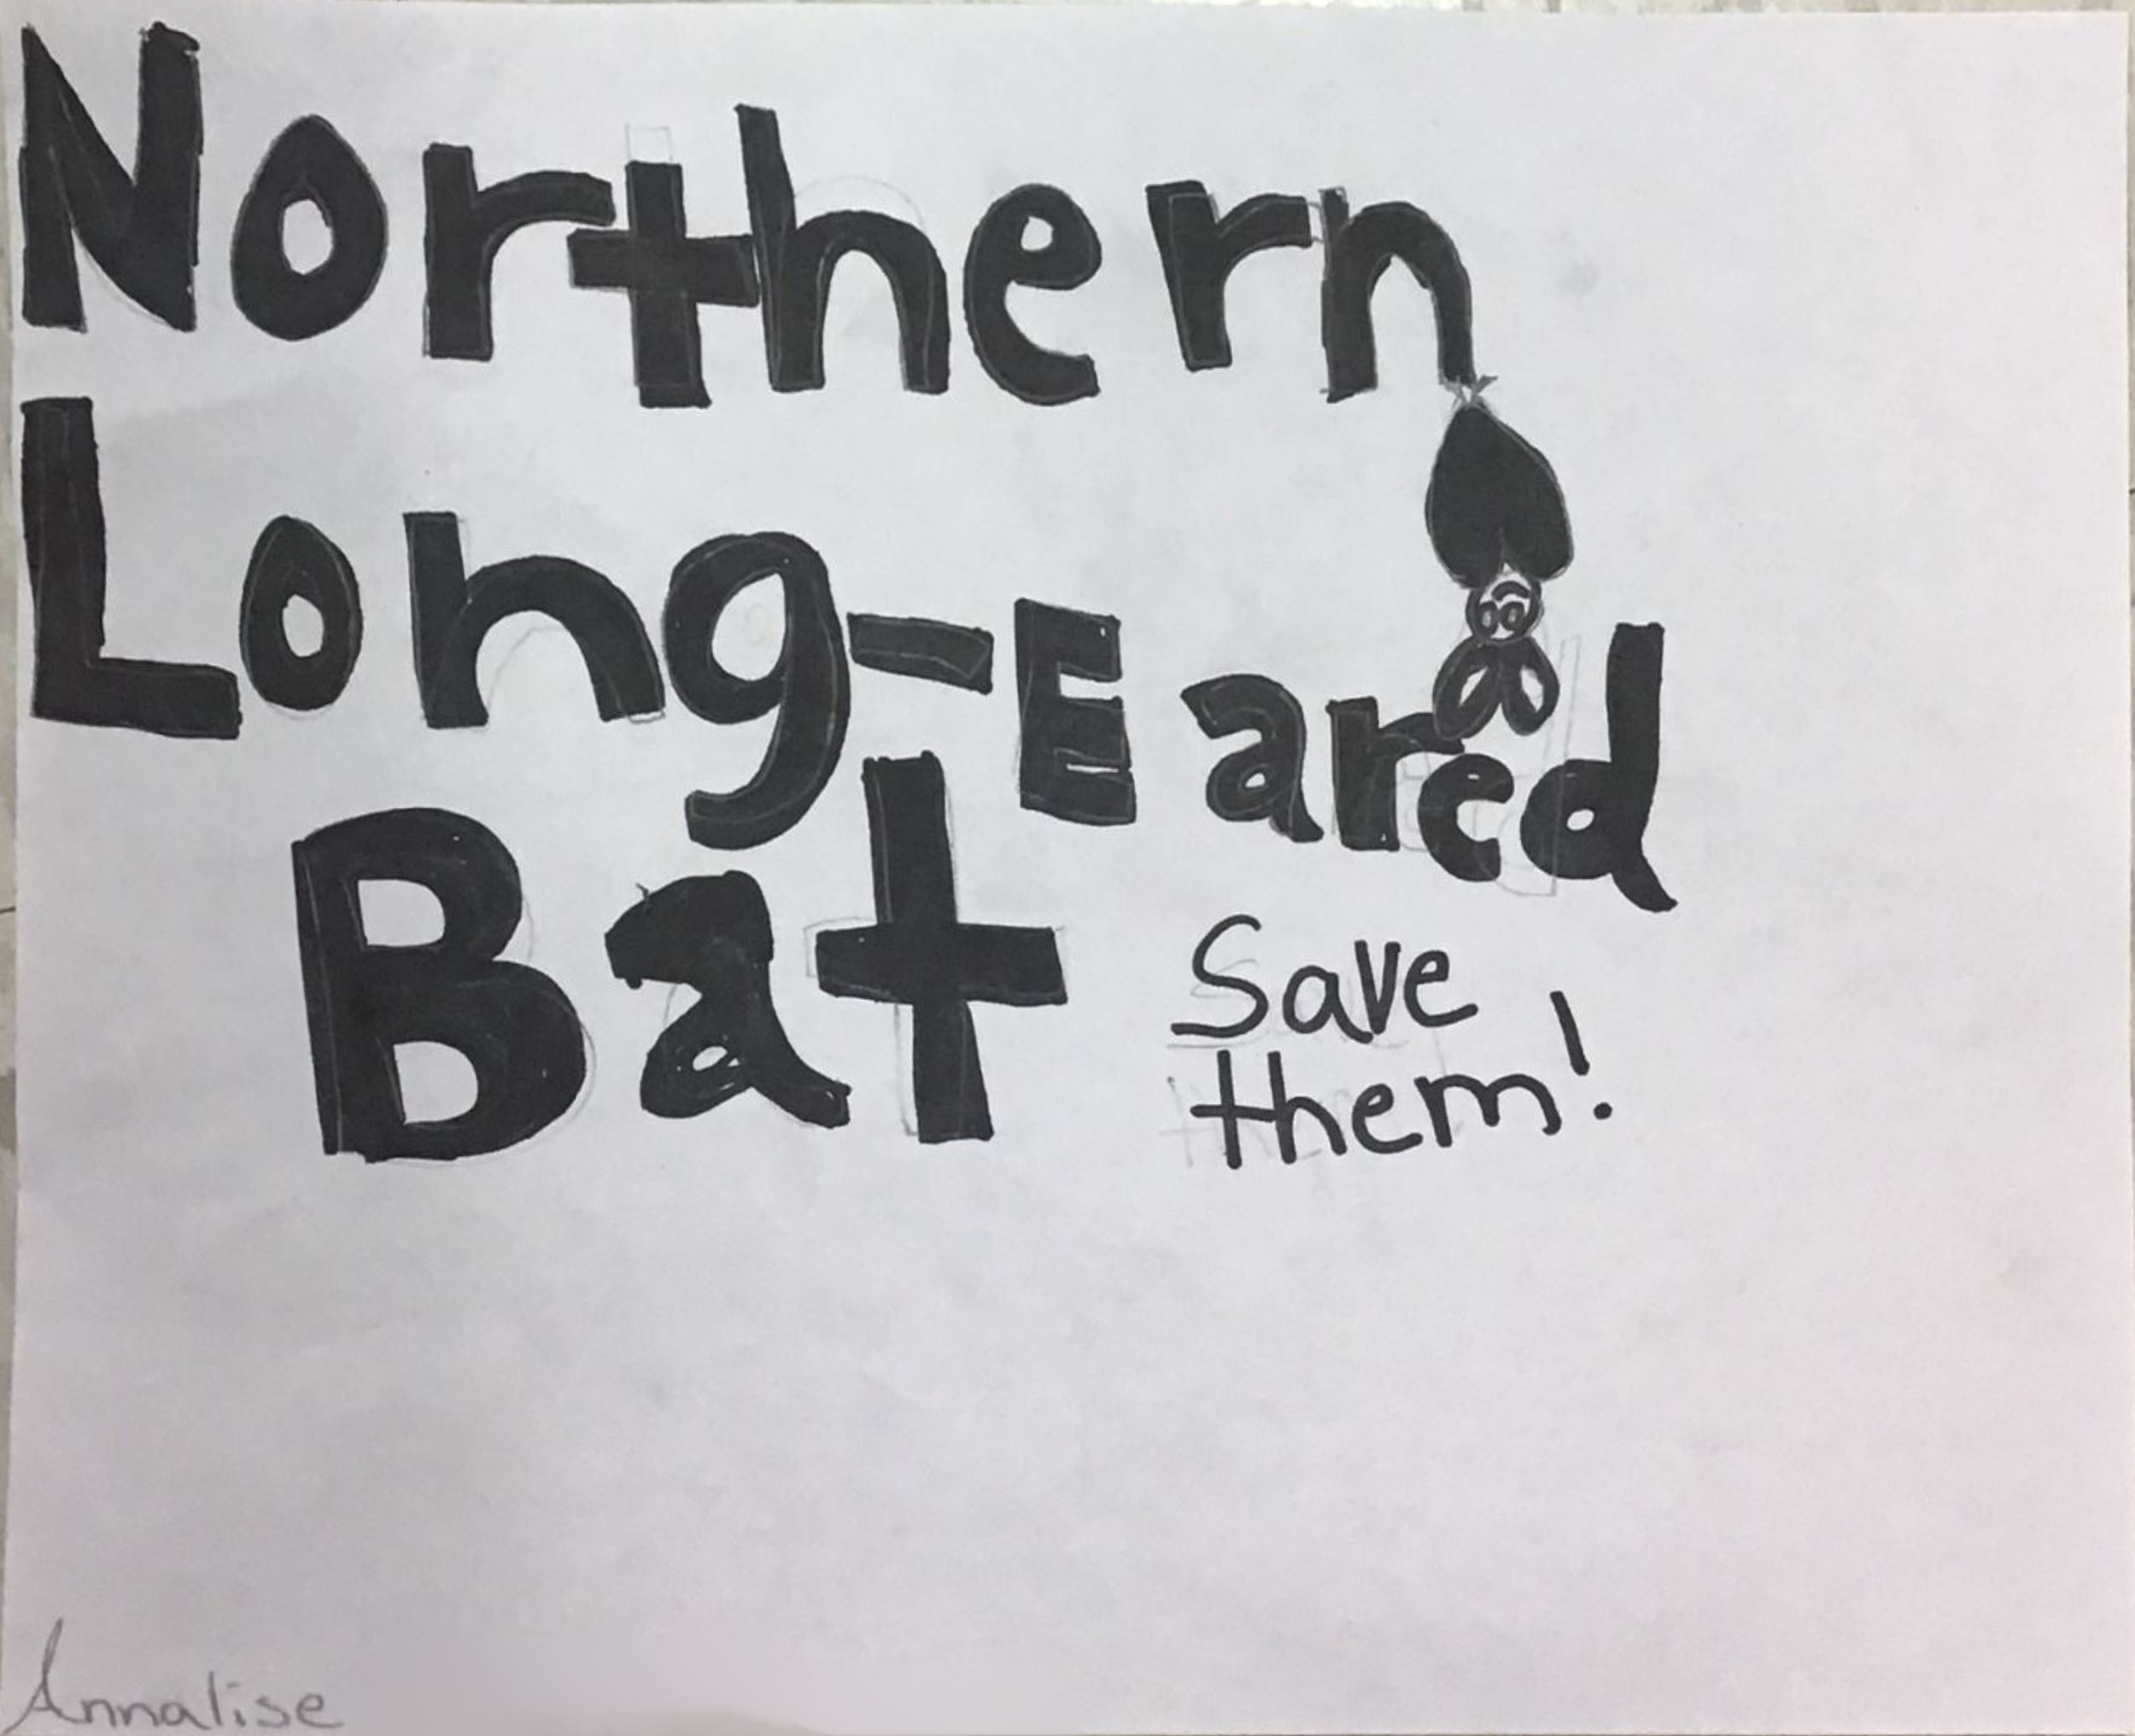 Northern
Long-Eared
Bat
Save
them!
Annalise